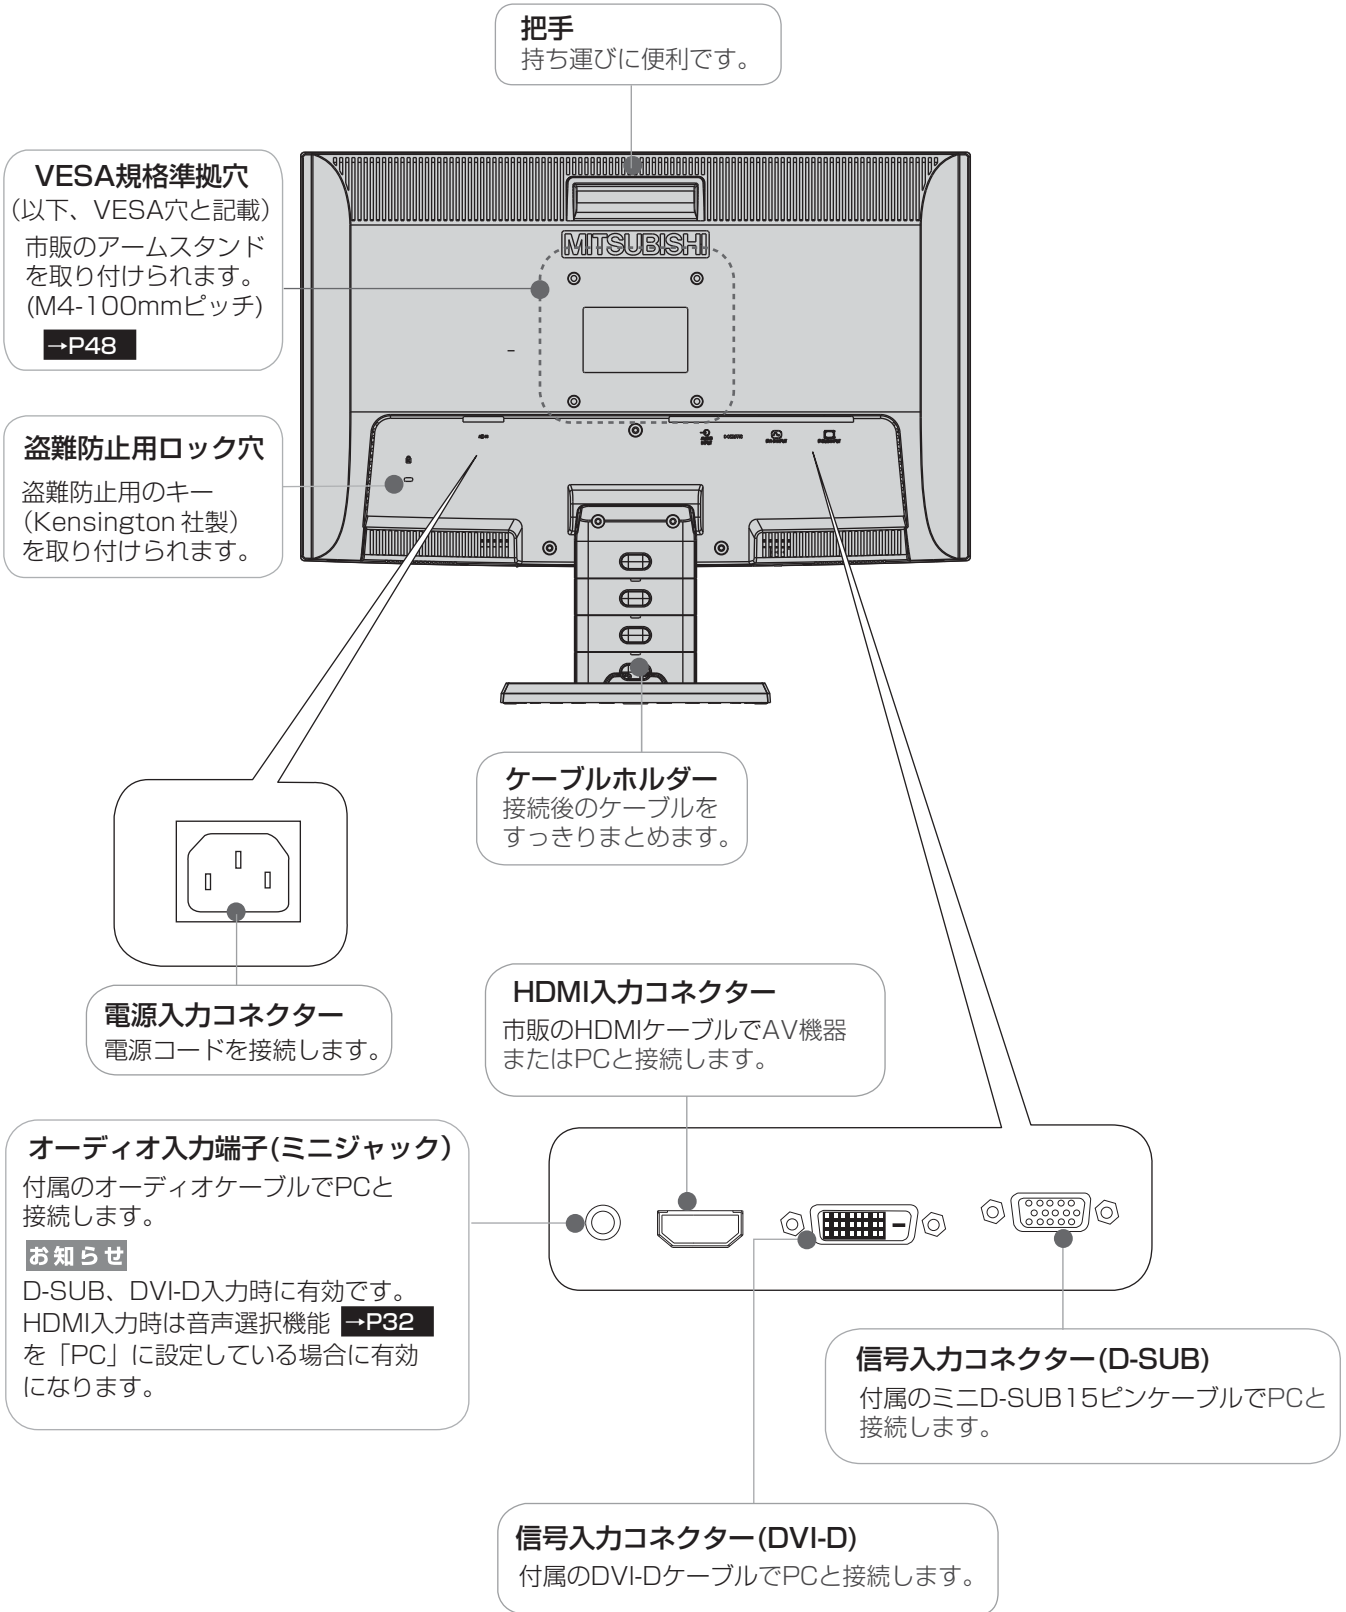 把手
持ち運びに便利です。
VESA規格準拠穴
(以下、VESA穴と記載)
市販のアームスタンド
を取り付けられます。
(M4-100mmピッチ)
→P48
MITSUBISHI
盗難防止用ロック穴
盗難防止用のキー
(Kensington社製)
を取り付けられます。
ケーブルホルダー
接続後のケーブルを
すっきりまとめます。
電源入力コネクター
電源コードを接続します。
HDMI入力コネクター
市販のHDMIケーブルでAV機器
またはPCと接続します。
オーディオ入力端子(ミニジャック)
付属のオーディオケーブルでPCと
接続します。
お知らせ
D-SUB、DVI-D入力時に有効です。
HDMI入力時は音声選択機能 →P32
を「PC」に設定している場合に有効
になります。
信号入力コネクター(D-SUB)
付属のミニD-SUB15ピンケーブルでPCと
接続します。
信号入力コネクター(DVI-D)
付属のDVI-DケーブルでPCと接続します。